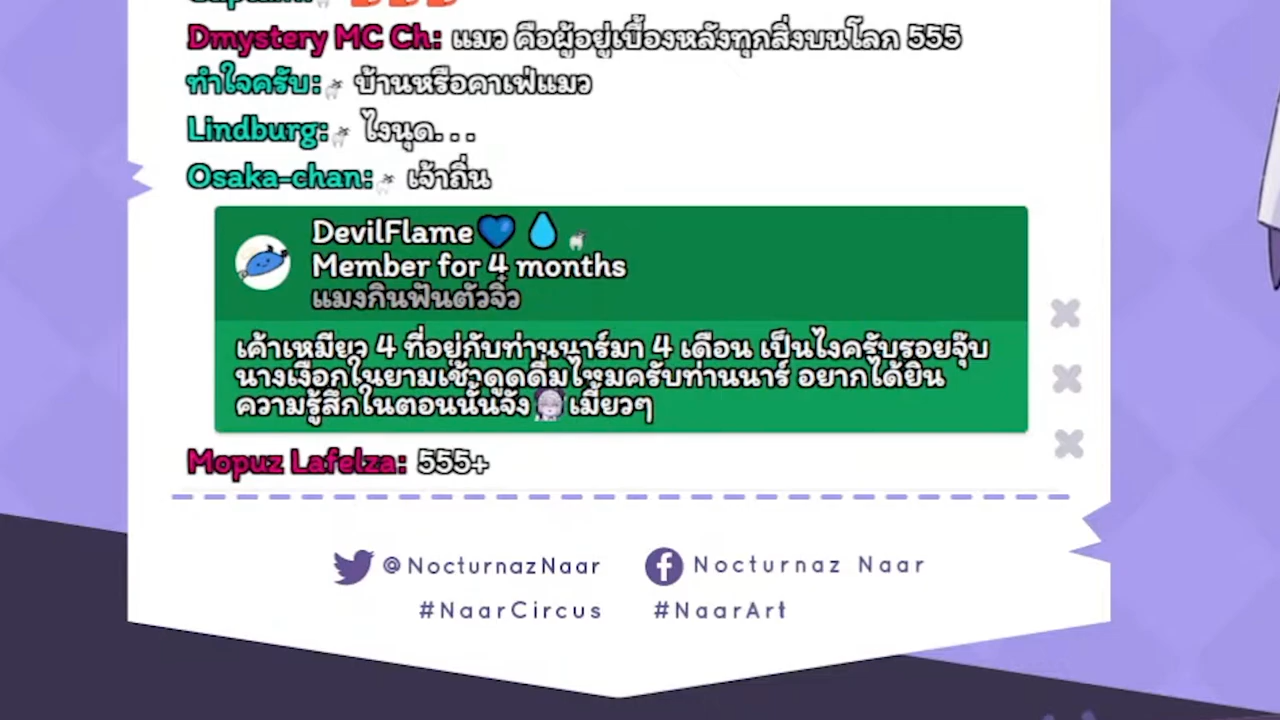 Dmystery MC Ch: แมว คือผู้อยู่เบื้องหลังทุกสิ่งบนโลก 555
ทำใจครับ: บ้านหรือคาเฟ่แมว
Lindburg: ไงนุด. . .
Osaka-chan: เจ้าถิ่น
DevilFlame
Member for 4 months
แมงกินฟันตัวจิ๋ว
เค้าเหมียว 4 ที่อยู่กับท่านนาร์มา 4 เดือน เป็นไงครับรอยจุ๊บ
นางเงือกในยามเช้าดูดดื่มไหมครับท่านนาร์ อยากได้ยิน
ความรู้สึกในตอนนั้นจัง เมี๊ยวๆ
Mopuz Lafelza: 555+
@NocturnazNaar Nocturnaz Naar
#NaarCircus #NaarArt